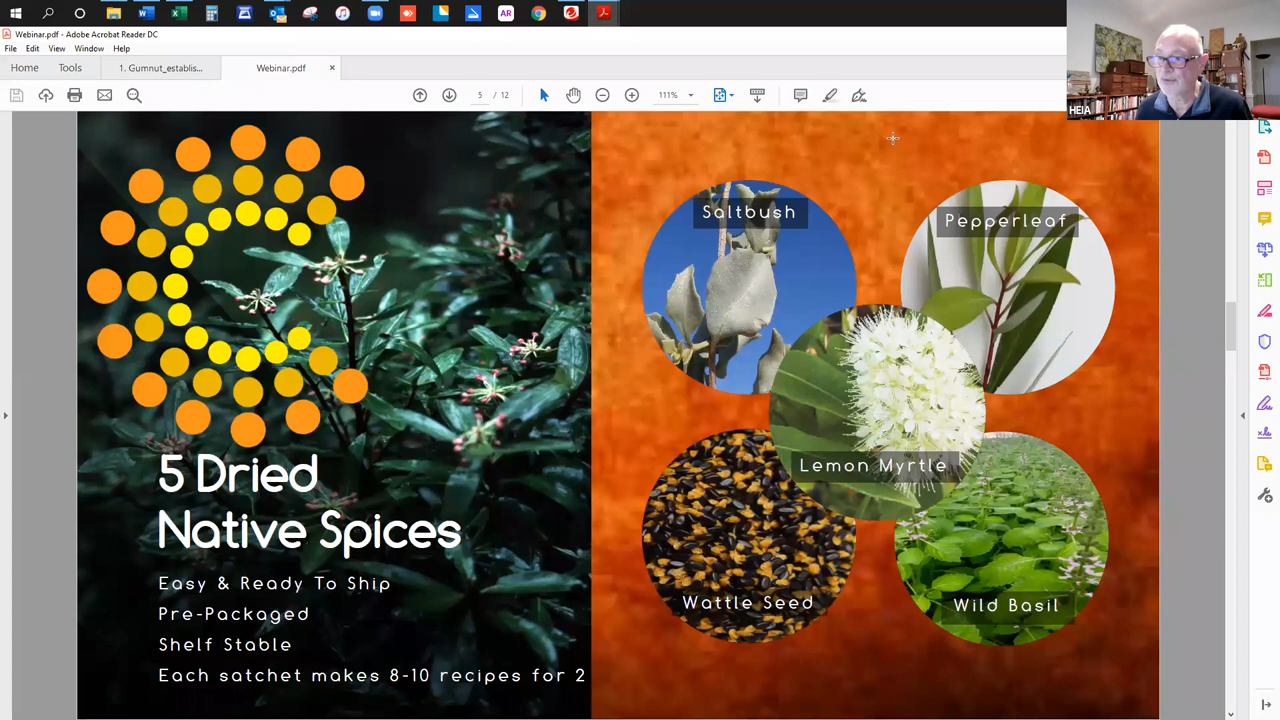 AR
Webinar.pdf - Adobe Acrobat Reader DC
File Edit View Window Help
Home Tools 1. Gumnut_establis... Webinar.pdf ×
5 / 12 111%
HEIA
Saltbush
Pepperleaf
Lemon Myrtle
Wattle Seed
Wild Basil
5 Dried
Native Spices
Easy & Ready To Ship
Pre-Packaged
Shelf Stable
Each satchet makes 8-10 recipes for 2